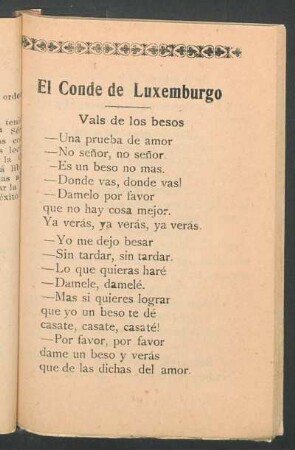 El Conde de Luxemburgo
Vals de los besos
—Una prueba de amor
—No señor, no señor.
-Es un beso no mas.
—Donde vas, donde vas!
—Damelo por favor
que no hay cosa mejor.
Ya verás, ya verás, ya verás.
—Yo me dejo besar
—Sin tardar, sin tardar.
—Lo que quieras haré
—Damele, damelé.
—Mas si quieres lograr
que yo un beso te dé
casate, casate, casaté!
—Por favor, por favor
dame un beso y verás
que de las dichas del amor.